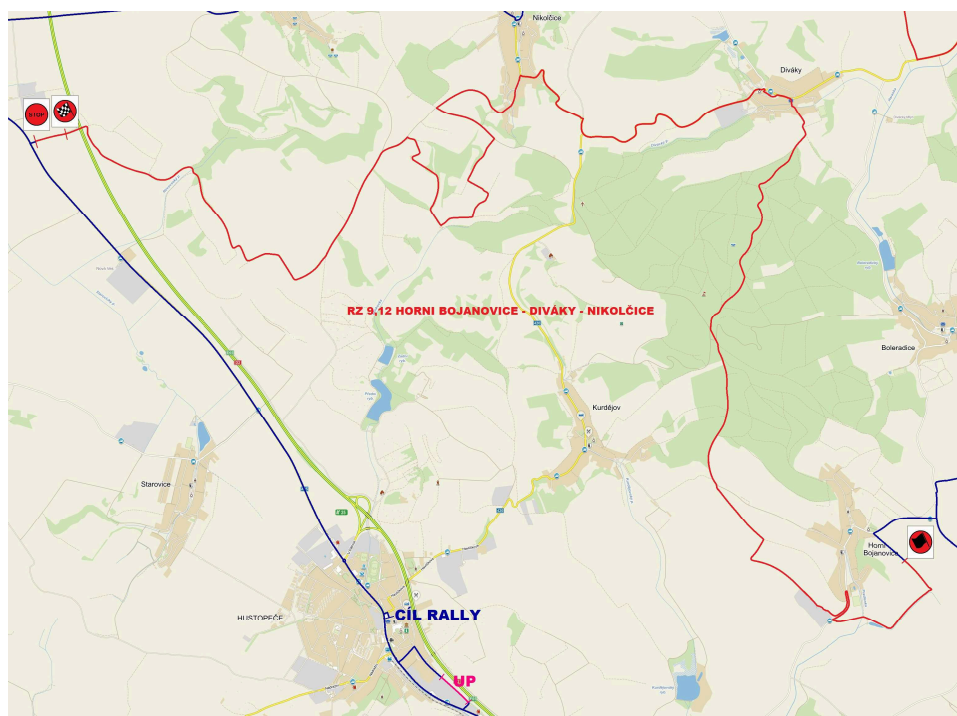 Nikolčice
Diváky
STOP
RZ 9,12 HORNI BOJANOVICE - DIVÁKY - NIKOLČICE
Boleradice
Kurdějov
Starovice
Horní
Bojanovice
HUSTOPEČE
CÍL RALLY
UP